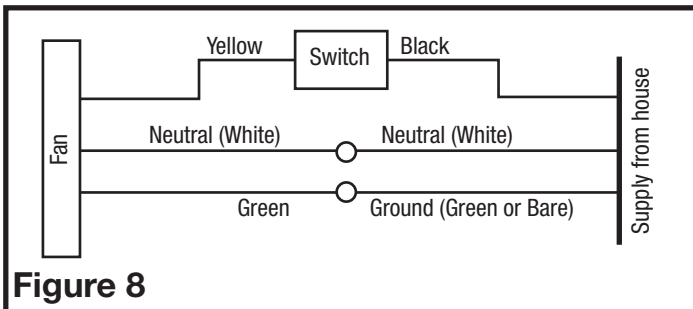 Yellow
Switch
Black
Fan
Neutral (White)
Neutral (White)
Green
Ground (Green or Bare)
Supply from house
Figure 8